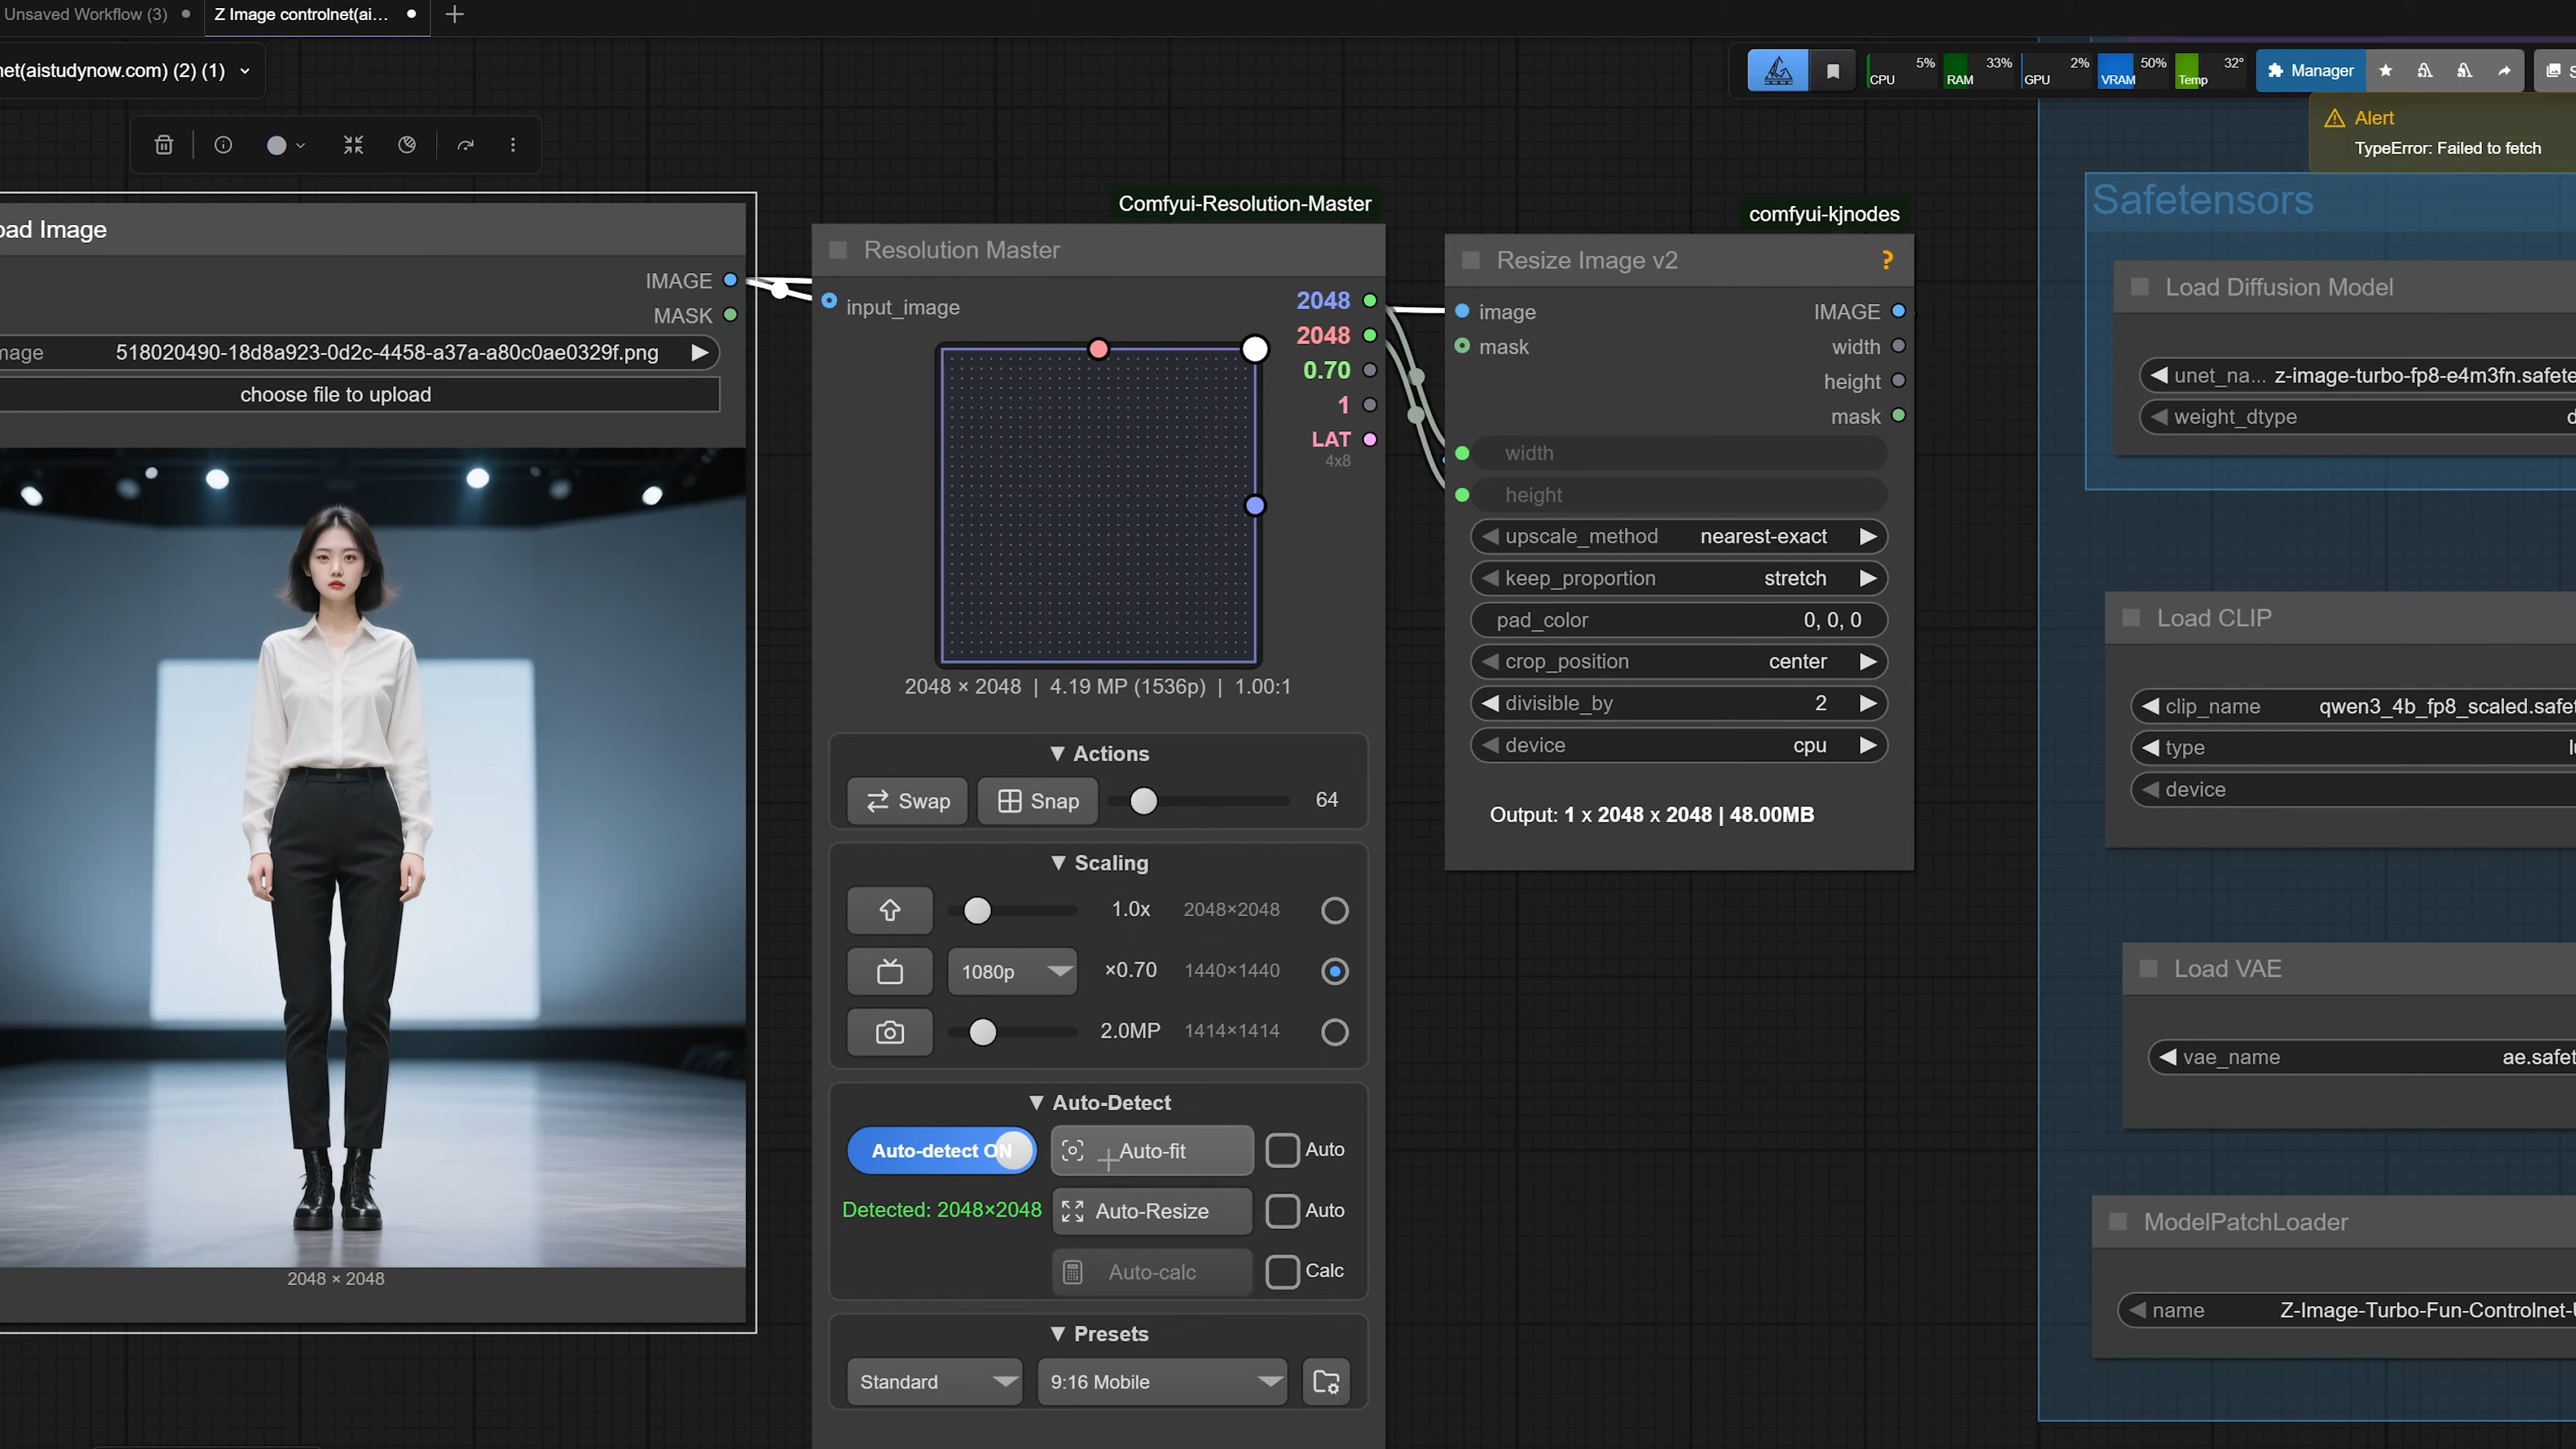 Unsaved Workflow (3)
Z Image controlnet(ai...
net(aistudynow.com) (2) (1)
CPU 5%
RAM 33%
GPU 2%
VRAM 50%
Temp 32°
Manager
Alert
TypeError: Failed to fetch
oad Image
IMAGE
MASK
mage 518020490-18d8a923-0d2c-4458-a37a-a80c0ae0329f.png
choose file to upload
2048 × 2048
Comfyui-Resolution-Master
Resolution Master
input_image
2048
2048
0.70
1
LAT
4x8
2048 × 2048 | 4.19 MP (1536p) | 1.00:1
▼ Actions
Swap Snap 64
▼ Scaling
1.0x 2048×2048
1080p ×0.70 1440×1440
2.0MP 1414×1414
▼ Auto-Detect
Auto-detect ON Auto-fit Auto
Detected: 2048×2048 Auto-Resize Auto
Auto-calc Calc
▼ Presets
Standard 9:16 Mobile
comfyui-kjnodes
Resize Image v2 ?
image IMAGE
mask width
height
mask
width
height
upscale_method nearest-exact
keep_proportion stretch
pad_color 0, 0, 0
crop_position center
divisible_by 2
device cpu
Output: 1 x 2048 x 2048 | 48.00MB
Safetensors
Load Diffusion Model
unet_na... z-image-turbo-fp8-e4m3fn.safete
weight_dtype d
Load CLIP
clip_name qwen3_4b_fp8_scaled.safet
type lu
device
Load VAE
vae_name ae.safet
ModelPatchLoader
name Z-Image-Turbo-Fun-Controlnet-U